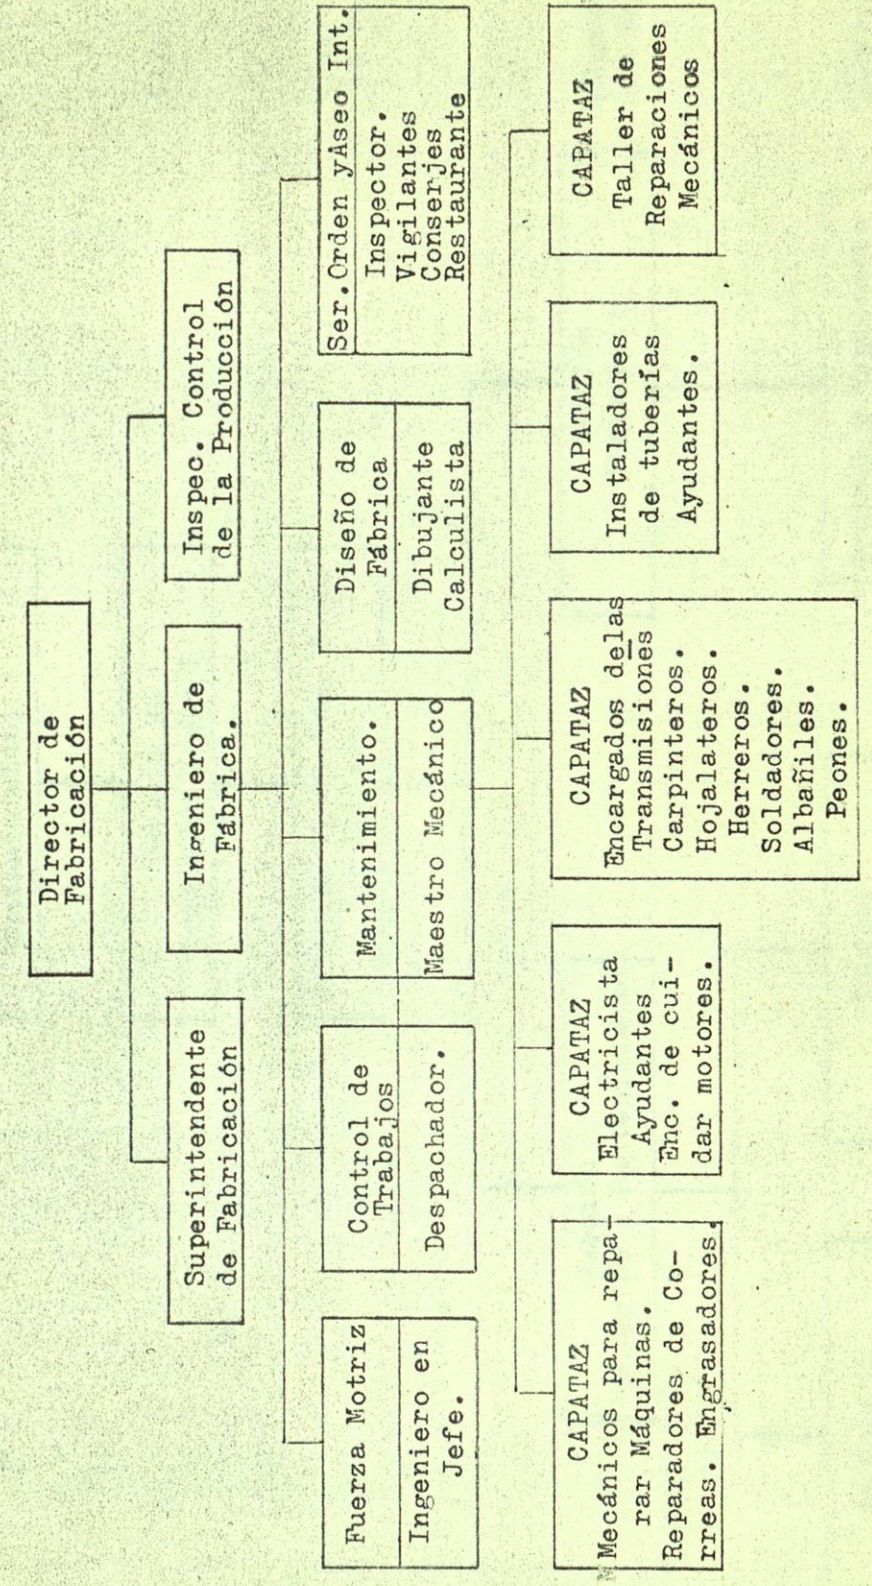 Director de
Fabricación
Superintendente
de Fabricación
Ingeniero de
Fábrica.
Inspec. Control
de la Producción
Fuerza Motriz
Ingeniero en
Jefe.
Control de
Trabajos
Despachador.
Mantenimiento.
Maestro Mecánico
Diseño de
Fábrica
Dibujante
Calculista
Ser.Orden yAseo Int.
Inspector.
Vigilantes
Conserjes
Restaurante
CAPATAZ
Mecánicos para repa-
rar Máquinas.
Reparadores de Co-
rreas. Engrasadores.
CAPATAZ
Electricista
Ayudantes
Enc. de cui-
dar motores.
CAPATAZ
Encargados delas
Transmisiones
Carpinteros.
Hojalateros.
Herreros.
Soldadores.
Albañiles.
Peones.
CAPATAZ
Instaladores
de tuberías
Ayudantes.
CAPATAZ
Taller de
Reparaciones
Mecánicos